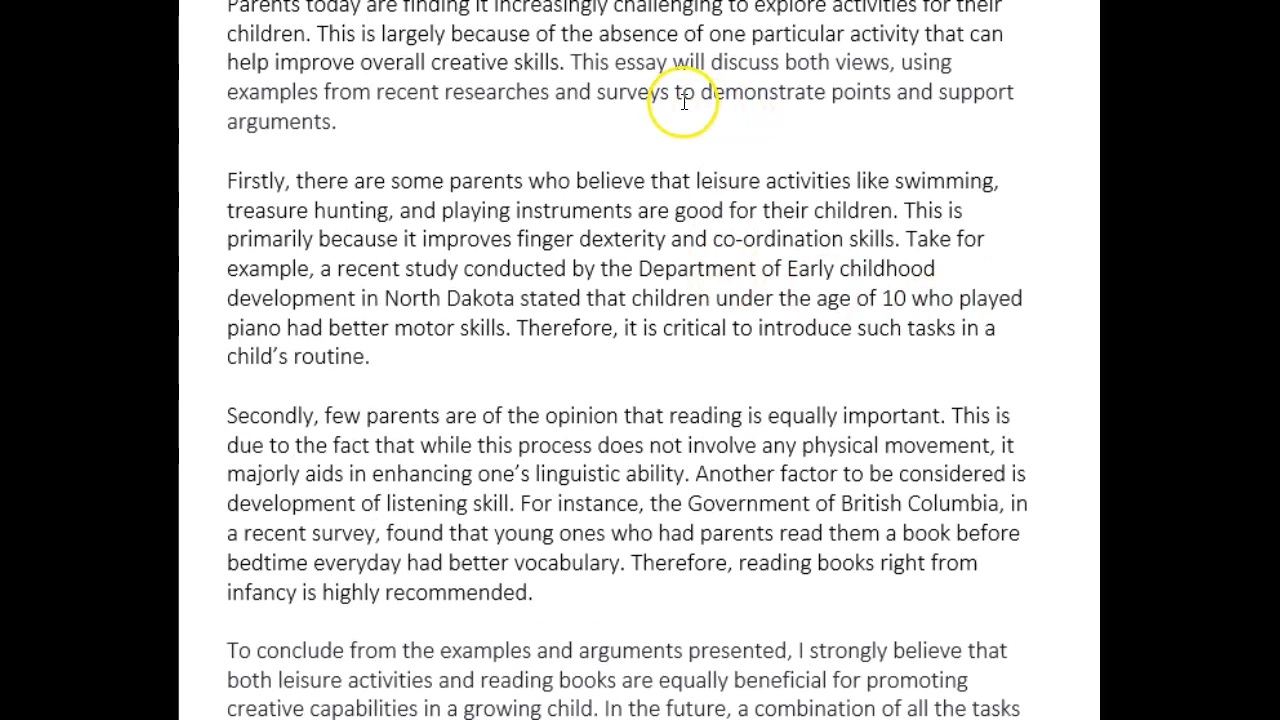 Parents today are finding it increasingly challenging to explore activities for their
children. This is largely because of the absence of one particular activity that can
help improve overall creative skills. This essay will discuss both views, using
examples from recent researches and surveys to demonstrate points and support
arguments.
Firstly, there are some parents who believe that leisure activities like swimming,
treasure hunting, and playing instruments are good for their children. This is
primarily because it improves finger dexterity and co-ordination skills. Take for
example, a recent study conducted by the Department of Early childhood
development in North Dakota stated that children under the age of 10 who played
piano had better motor skills. Therefore, it is critical to introduce such tasks in a
child’s routine.
Secondly, few parents are of the opinion that reading is equally important. This is
due to the fact that while this process does not involve any physical movement, it
majorly aids in enhancing one’s linguistic ability. Another factor to be considered is
development of listening skill. For instance, the Government of British Columbia, in
a recent survey, found that young ones who had parents read them a book before
bedtime everyday had better vocabulary. Therefore, reading books right from
infancy is highly recommended.
To conclude from the examples and arguments presented, I strongly believe that
both leisure activities and reading books are equally beneficial for promoting
creative capabilities in a growing child. In the future, a combination of all the tasks